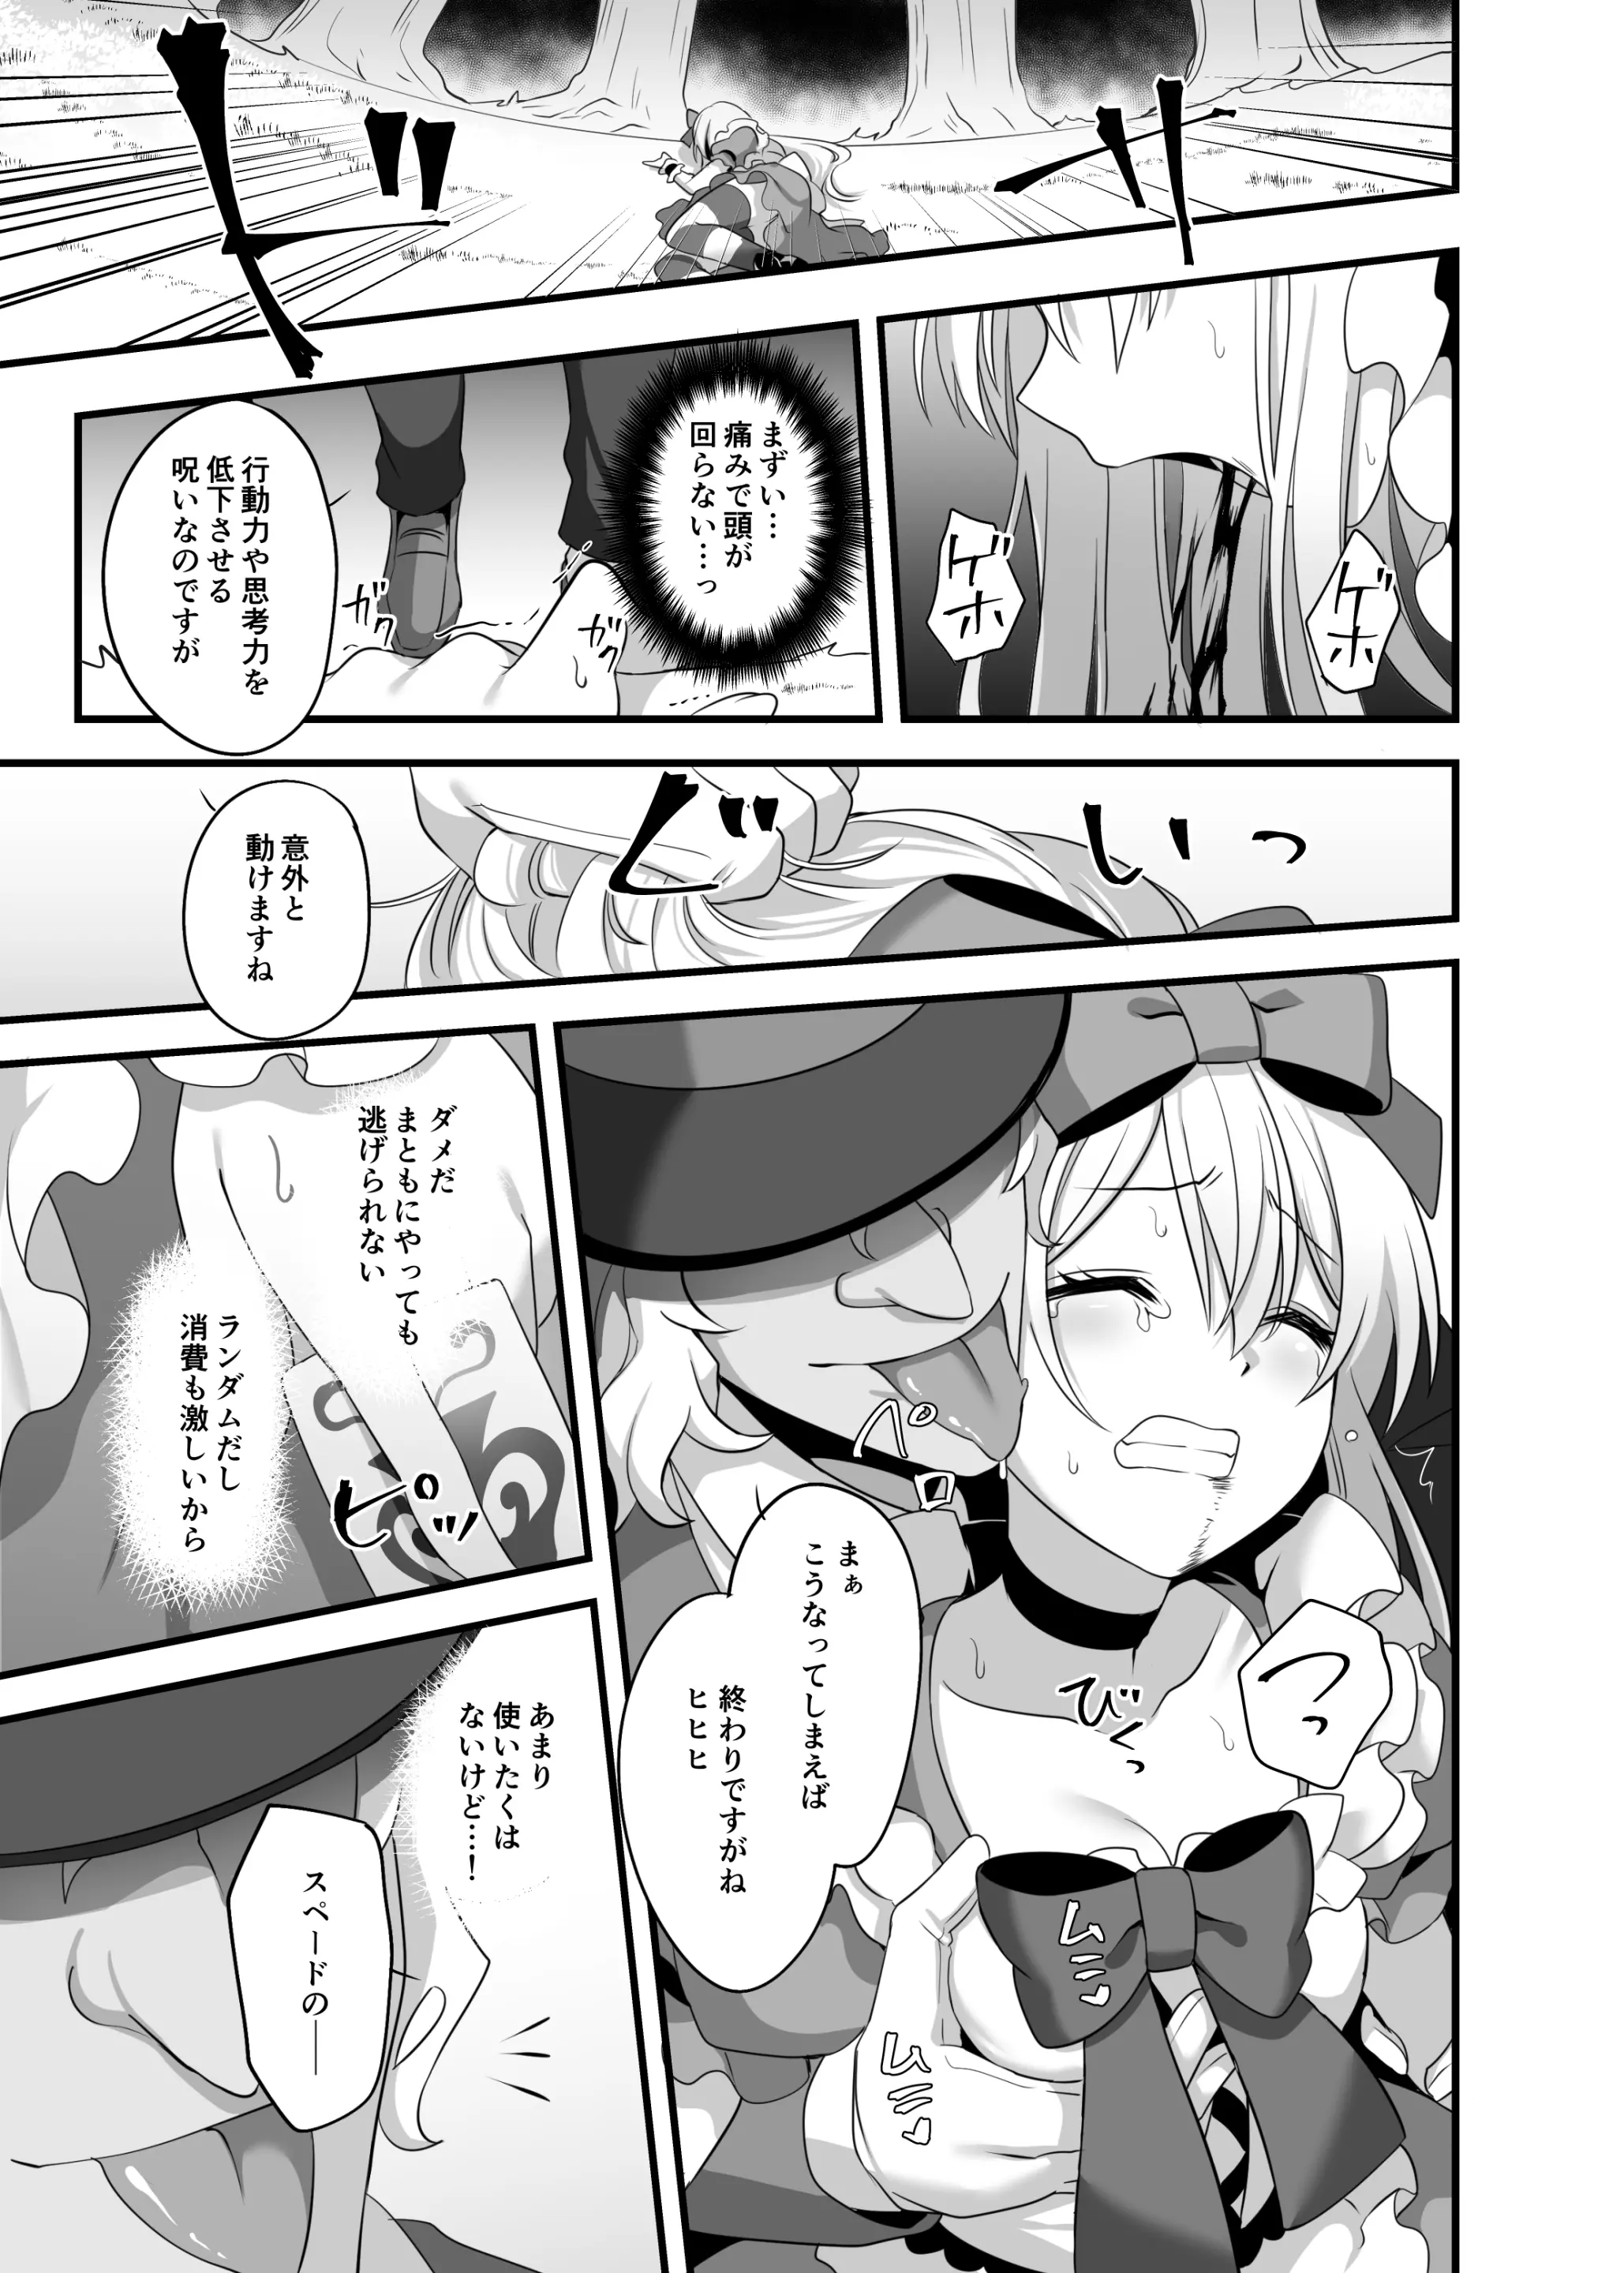 ドザッ
ゲホ
ゲホ
まずい…
痛みで頭が
回らない…っ
ガク
ガク
行動力や思考力を
低下させる
呪いなのですが
意外と
動けますね
ぐいっ
まぁ
こうなってしまえば
終わりですがね
ヒヒヒ
ペロ
つっ
びくっ
ムニ
ムニ
ダメだ
まともにやっても
逃げられない
ランダムだし
消費も激しいから
ピッ
あまり
使いたくは
ないけど…!
スペードの――